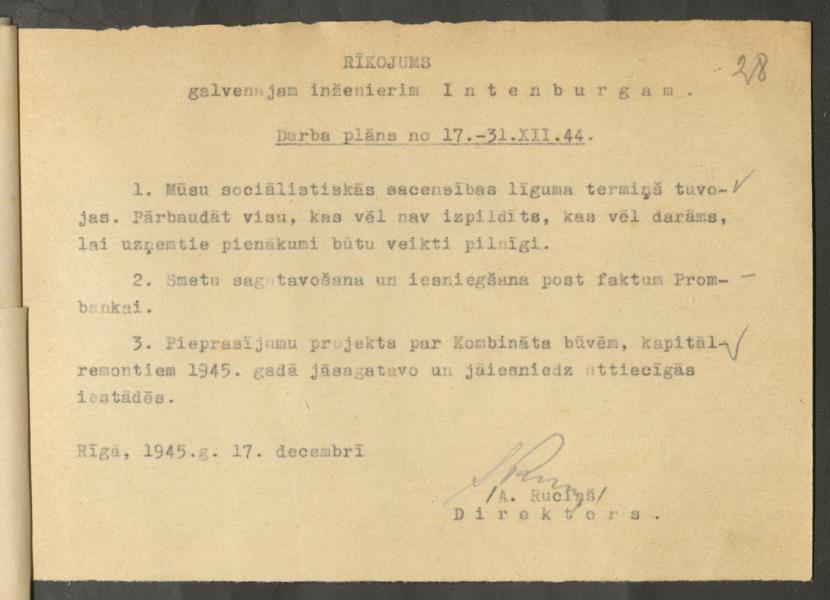 28
RĪKOJUMS
galvenajam inženierim I n t e n b u r g a m .
Darba plāns no 17.-31.XII.44.
1. Mūsu sociālistiskās sacensības līguma termiņš tuvo-
jas. Pārbaudāt visu, kas vēl nav izpildīts, kas vēl darāms,
lai uzņemtie pienākumi būtu veikti pilnīgi.
2. Smetu sagatavošana un iesniegšana post faktum Prom-
bankai.
3. Pieprasījumu projekts par Kombināta būvēm, kapitāl-
remontiem 1945. gadā jāsagatavo un jāiesniedz attiecīgās
iestādēs.
Rīgā, 1945.g. 17. decembrī
/A. Ruciņš/
D i r e k t o r s .